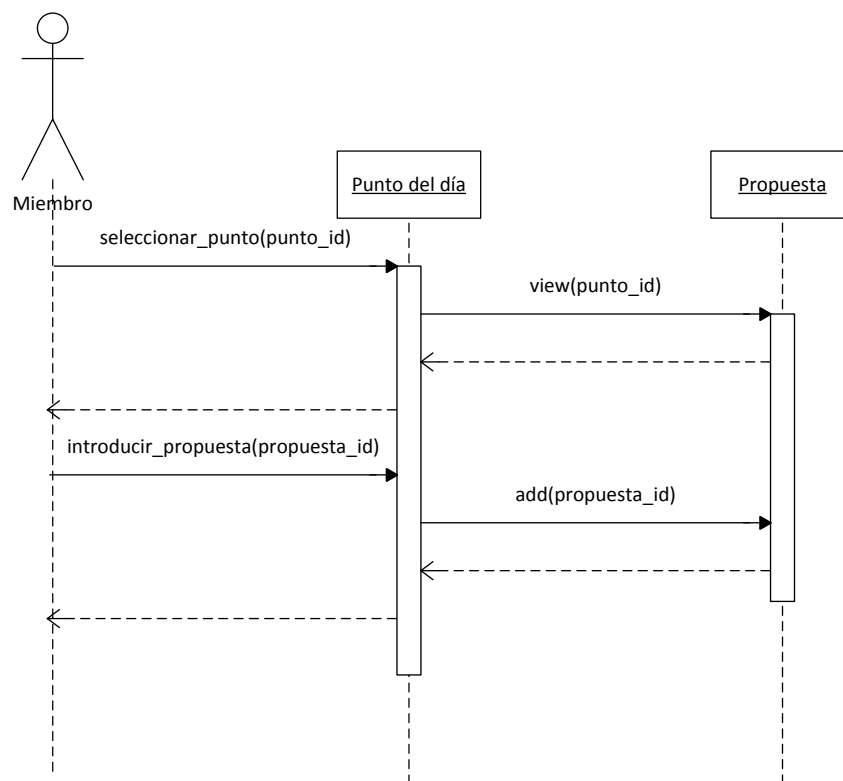 Punto del día
Propuesta
Miembro
seleccionar_punto(punto_id)
view(punto_id)
introducir_propuesta(propuesta_id)
add(propuesta_id)